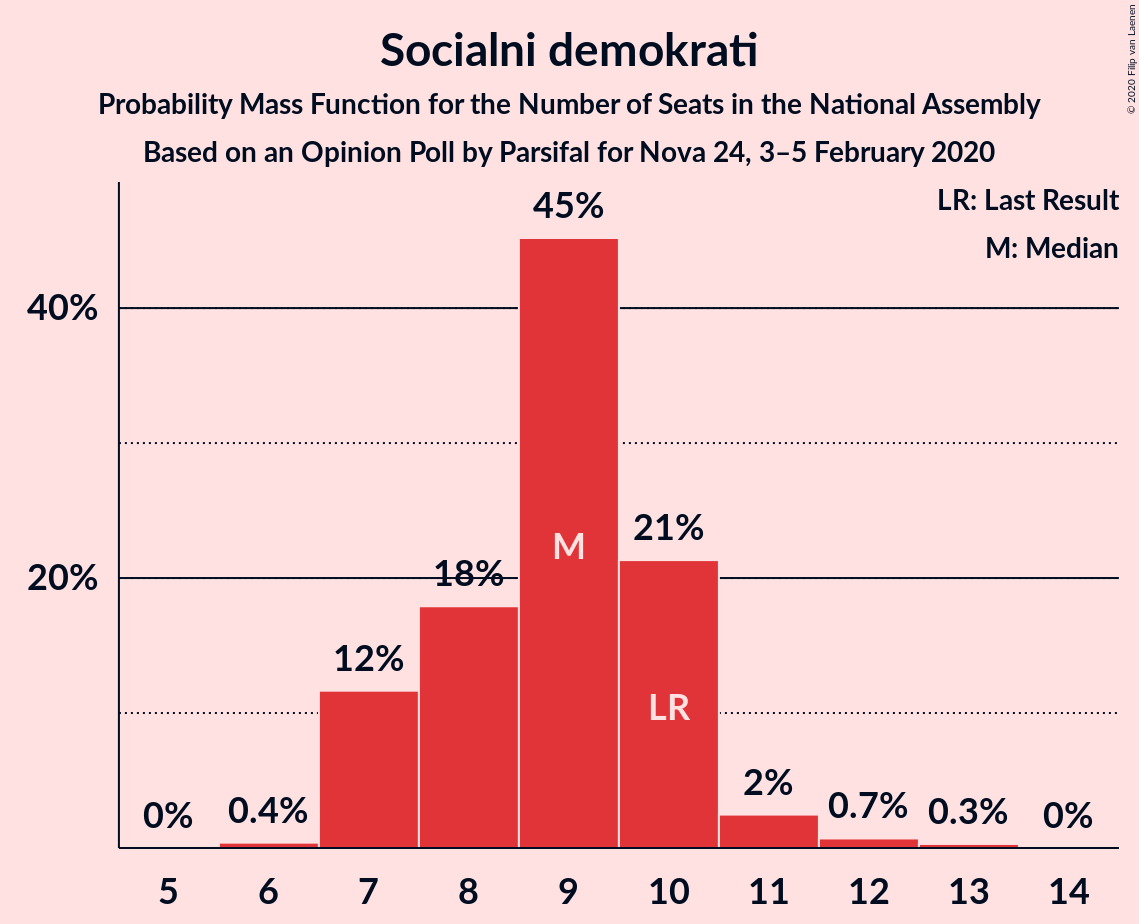 Socialni demokrati
Probability Mass Function for the Number of Seats in the National Assembly
Based on an Opinion Poll by Parsifal for Nova 24, 3–5 February 2020
© 2020 Filip van Laenen
LR: Last Result
M: Median
40%
20%
0%
0.4%
12%
18%
45%
M
21%
LR
2%
0.7%
0.3%
0%
5 6 7 8 9 10 11 12 13 14